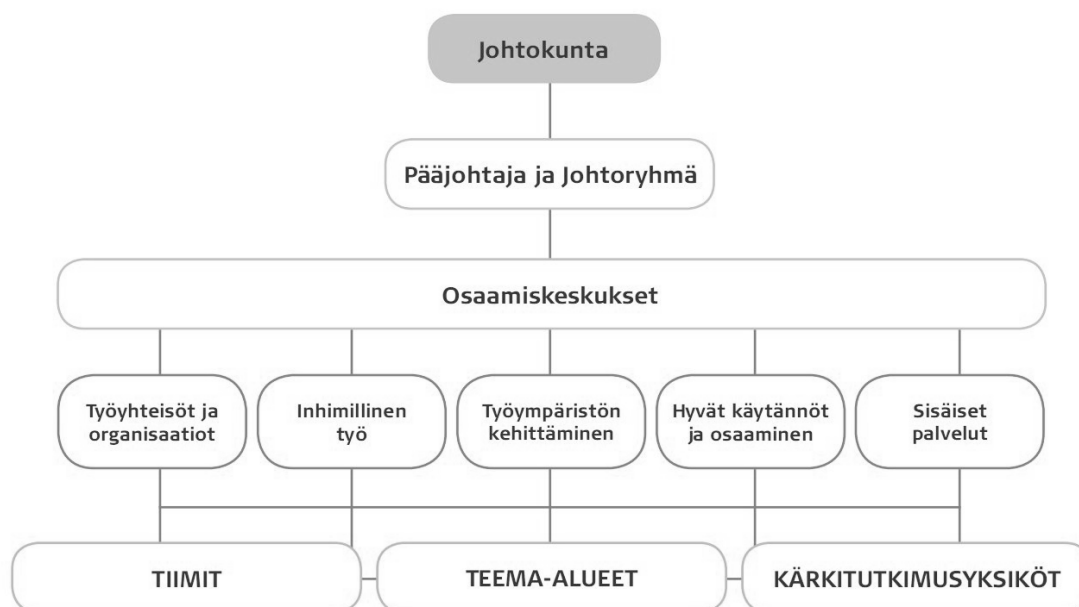 Johtokunta
Pääjohtaja ja Johtoryhmä
Osaamiskeskukset
Työyhteisöt ja
organisaatiot
Inhimillinen
työ
Työympäristön
kehittäminen
Hyvät käytännöt
ja osaaminen
Sisäiset
palvelut
TIIMIT
TEEMA-ALUEET
KÄRKITUTKIMUSYKSIKÖT